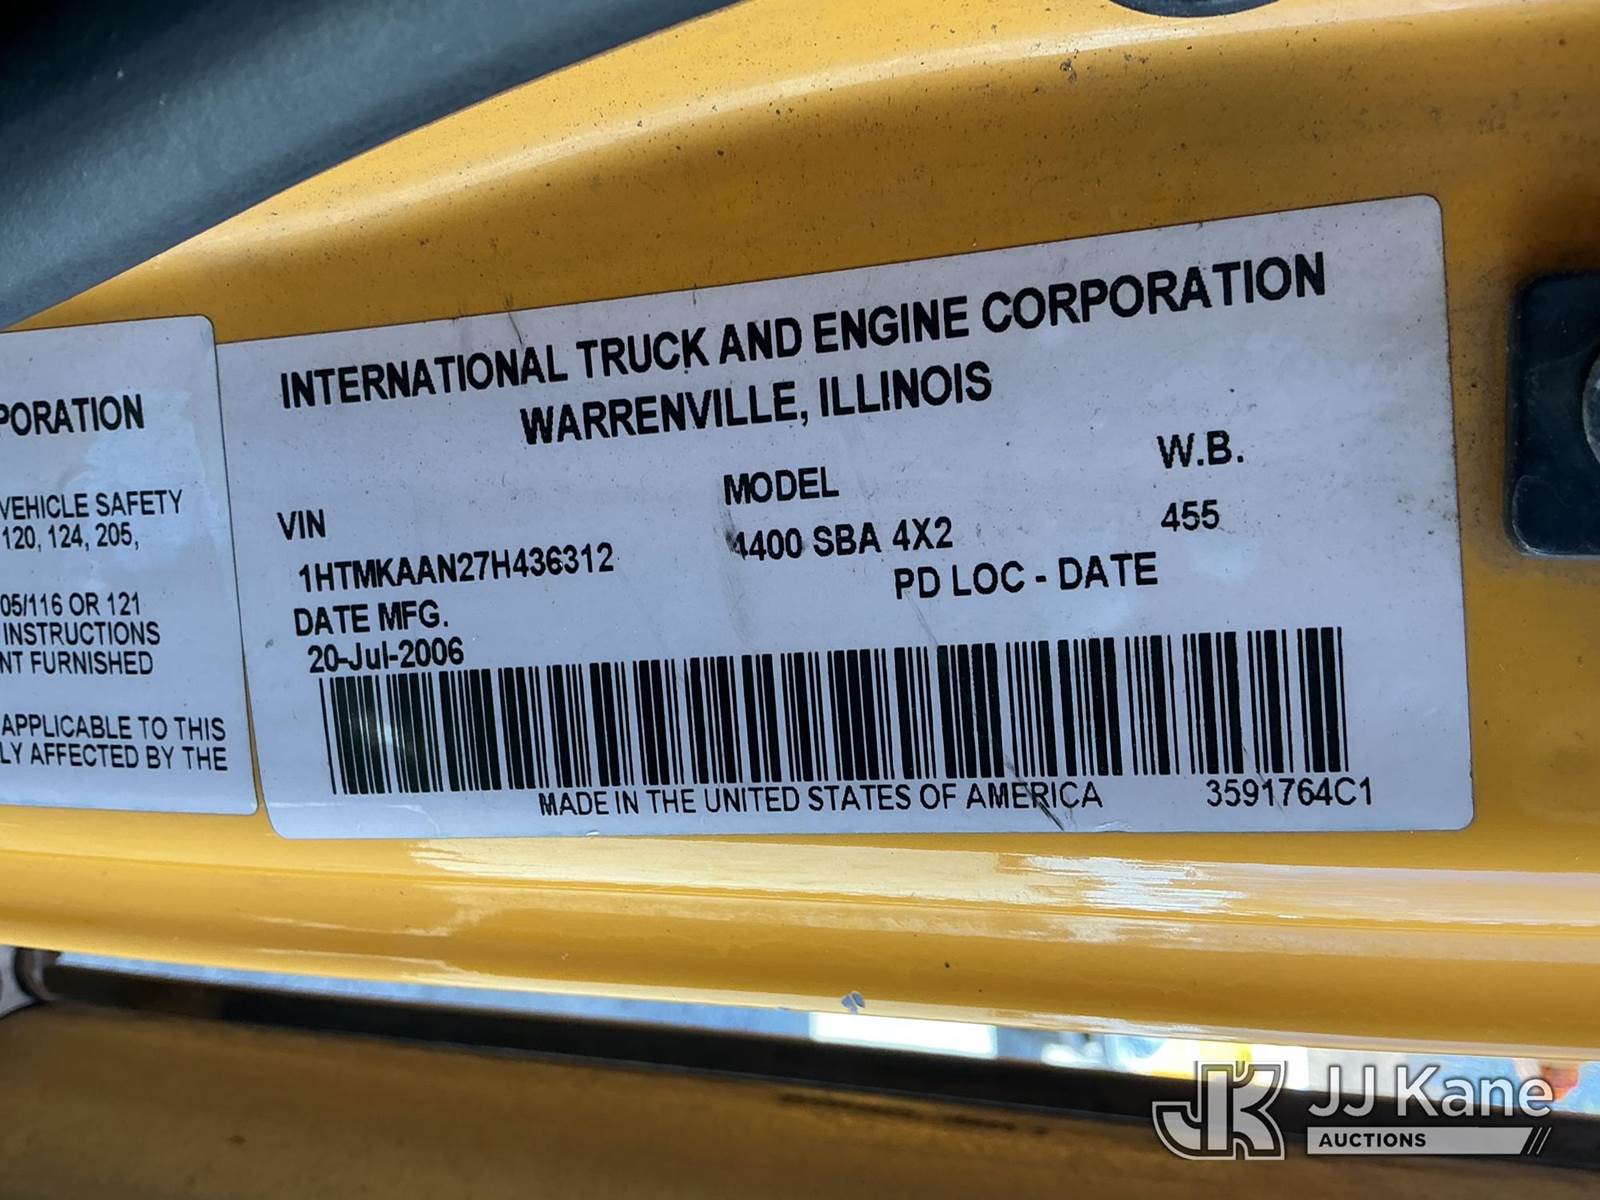 PORATION
VEHICLE SAFETY
120, 124, 205,
05/116 OR 121
INSTRUCTIONS
NT FURNISHED
APPLICABLE TO THIS
LY AFFECTED BY THE
INTERNATIONAL TRUCK AND ENGINE CORPORATION
WARRENVILLE, ILLINOIS
VIN MODEL W.B.
1HTMKAAN27H436312 4400 SBA 4X2 455
DATE MFG. PD LOC - DATE
20-Jul-2006
MADE IN THE UNITED STATES OF AMERICA 3591764C1
JK JJ Kane
AUCTIONS